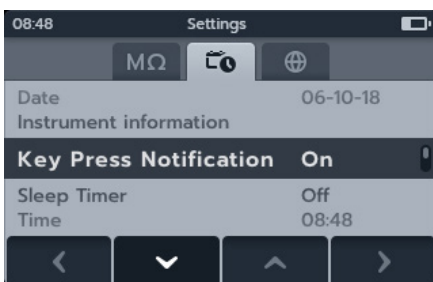 08:48 Settings
MΩ
Date 06-10-18
Instrument information
Key Press Notification On
Sleep Timer Off
Time 08:48